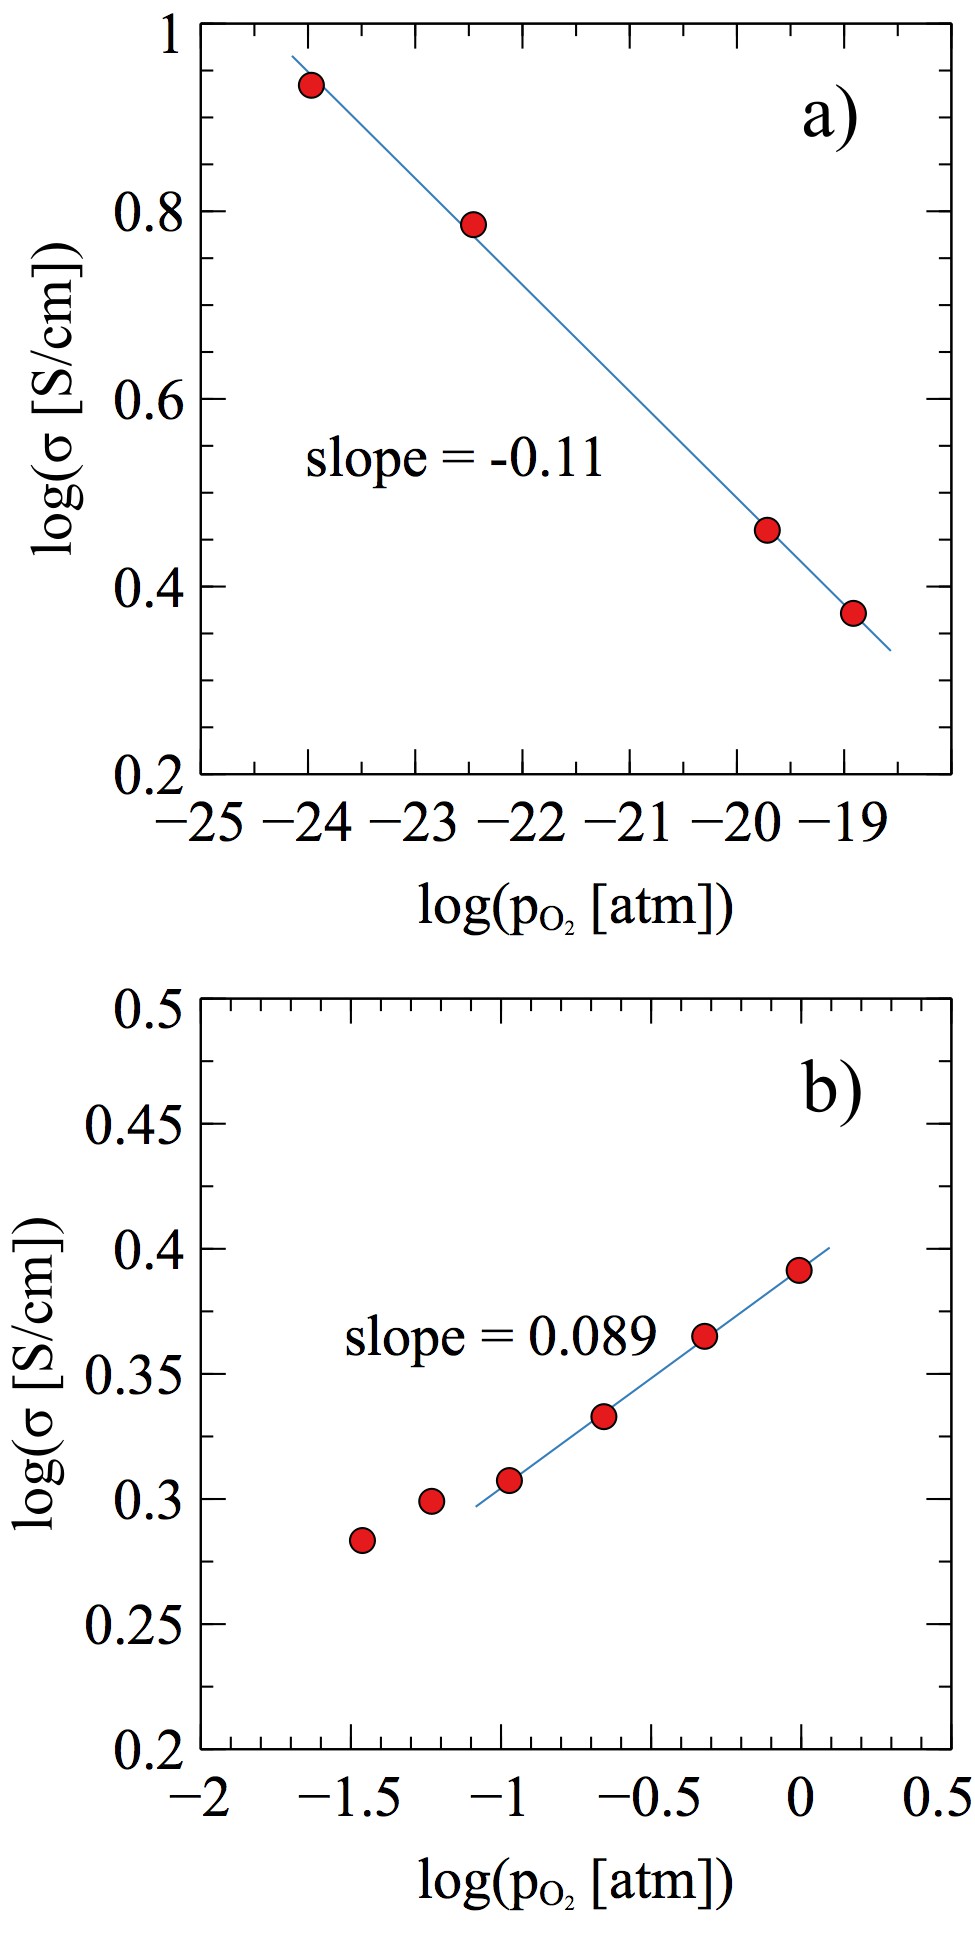 a)
1
0.8
0.6
0.4
0.2
log(σ [S/cm])
slope = -0.11
−25 −24 −23 −22 −21 −20 −19
log(pO₂ [atm])
b)
0.5
0.45
0.4
0.35
0.3
0.25
0.2
log(σ [S/cm])
slope = 0.089
−2 −1.5 −1 −0.5 0 0.5
log(pO₂ [atm])